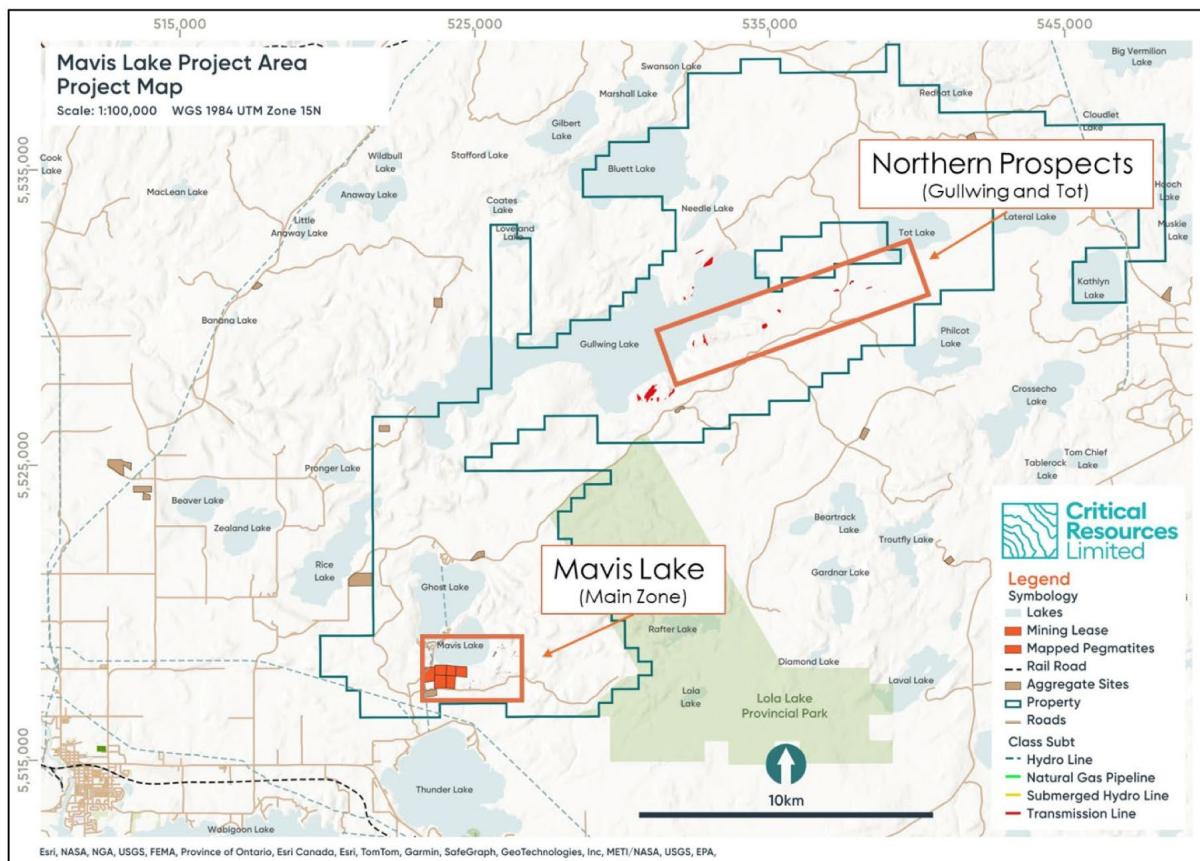 515,000
525,000
535,000
545,000
Mavis Lake Project Area
Project Map
Scale: 1:100,000 WGS 1984 UTM Zone 15N
Swanson Lake
Big Vermilion
Lake
Marshall Lake
Redhat Lake
Gilbert
Lake
Cloudlet
Lake
Cook
Lake
Wildbull
Lake
Stafford Lake
5,535,000
Bluett Lake
Northern Prospects
(Gullwing and Tot)
MacLean Lake
Anaway Lake
Hooch
Lake
Coates
Lake
Needle Lake
Little
Anaway Lake
Loveland
Lake
Tot Lake
Lateral Lake
Muskie
Lake
Kathlyn
Lake
Banana Lake
Gullwing Lake
Philcot
Lake
Crossecho
Lake
5,525,000
Pronger Lake
Tom Chief
Lake
Tablerock
Lake
Beaver Lake
Zealand Lake
Beartrack
Lake
Troutfly Lake
Critical
Resources
Limited
Rice
Lake
Ghost Lake
Mavis Lake
(Main Zone)
Gardnar Lake
Legend
Symbology
Lakes
Mining Lease
Mapped Pegmatites
Rail Road
Aggregate Sites
Property
Roads
Class Subt
Hydro Line
Natural Gas Pipeline
Submerged Hydro Line
Transmission Line
Rafter Lake
Mavis Lake
Diamond Lake
Laval Lake
Lola
Lake
Lola Lake
Provincial Park
5,515,000
Thunder Lake
10km
Wabigoon Lake
Esri, NASA, NGA, USGS, FEMA, Province of Ontario, Esri Canada, Esri, TomTom, Garmin, SafeGraph, GeoTechnologies, Inc, METI/NASA, USGS, EPA,